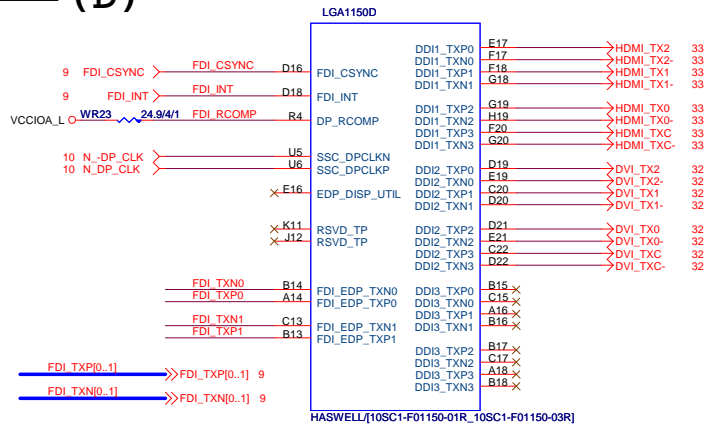 (D)
LGA1150D
9 FDI_CSYNC FDI_CSYNC D16 FDI_CSYNC
9 FDI_INT FDI_INT D18 FDI_INT
VCCIOA_L WR23 24.9/4/1 FDI_RCOMP R4 DP_RCOMP
10 N_-DP_CLK U5 SSC_DPCLKN
10 N_DP_CLK U6 SSC_DPCLKP
E16 EDP_DISP_UTIL
K11 RSVD_TP
J12 RSVD_TP
FDI_TXN0 B14 FDI_EDP_TXN0
FDI_TXP0 A14 FDI_EDP_TXP0
FDI_TXN1 C13 FDI_EDP_TXN1
FDI_TXP1 B13 FDI_EDP_TXP1
FDI_TXP[0..1] FDI_TXP[0..1] 9
FDI_TXN[0..1] FDI_TXN[0..1] 9
DDI1_TXP0 E17 HDMI_TX2 33
DDI1_TXN0 F17 HDMI_TX2- 33
DDI1_TXP1 F18 HDMI_TX1 33
DDI1_TXN1 G18 HDMI_TX1- 33
DDI1_TXP2 G19 HDMI_TX0 33
DDI1_TXN2 H19 HDMI_TX0- 33
DDI1_TXP3 F20 HDMI_TXC 33
DDI1_TXN3 G20 HDMI_TXC- 33
DDI2_TXP0 D19 DVI_TX2 32
DDI2_TXN0 E19 DVI_TX2- 32
DDI2_TXP1 C20 DVI_TX1 32
DDI2_TXN1 D20 DVI_TX1- 32
DDI2_TXP2 D21 DVI_TX0 32
DDI2_TXN2 E21 DVI_TX0- 32
DDI2_TXP3 C22 DVI_TXC 32
DDI2_TXN3 D22 DVI_TXC- 32
DDI3_TXP0 B15
DDI3_TXN0 C15
DDI3_TXP1 A16
DDI3_TXN1 B16
DDI3_TXP2 B17
DDI3_TXN2 C17
DDI3_TXP3 A18
DDI3_TXN3 B18
HASWELL/[10SC1-F01150-01R_10SC1-F01150-03R]